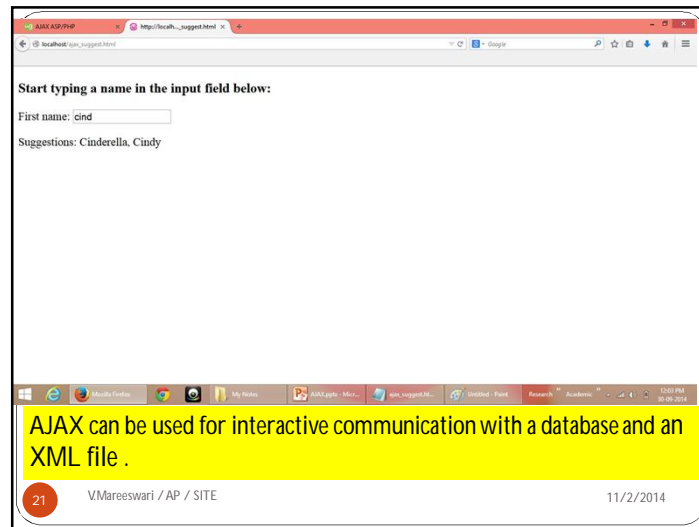 AJAX ASP/PHP × http://localh..._suggest.html × +
localhost/ajax_suggest.html Google
Start typing a name in the input field below:
First name: cind
Suggestions: Cinderella, Cindy
Mozilla Firefox My Notes AJAX.pptx - Micr... ajax_suggest.ht... Untitled - Paint Research » Academic » 12:03 PM
30-09-2014
AJAX can be used for interactive communication with a database and an
XML file .
21 V.Mareeswari / AP / SITE 11/2/2014